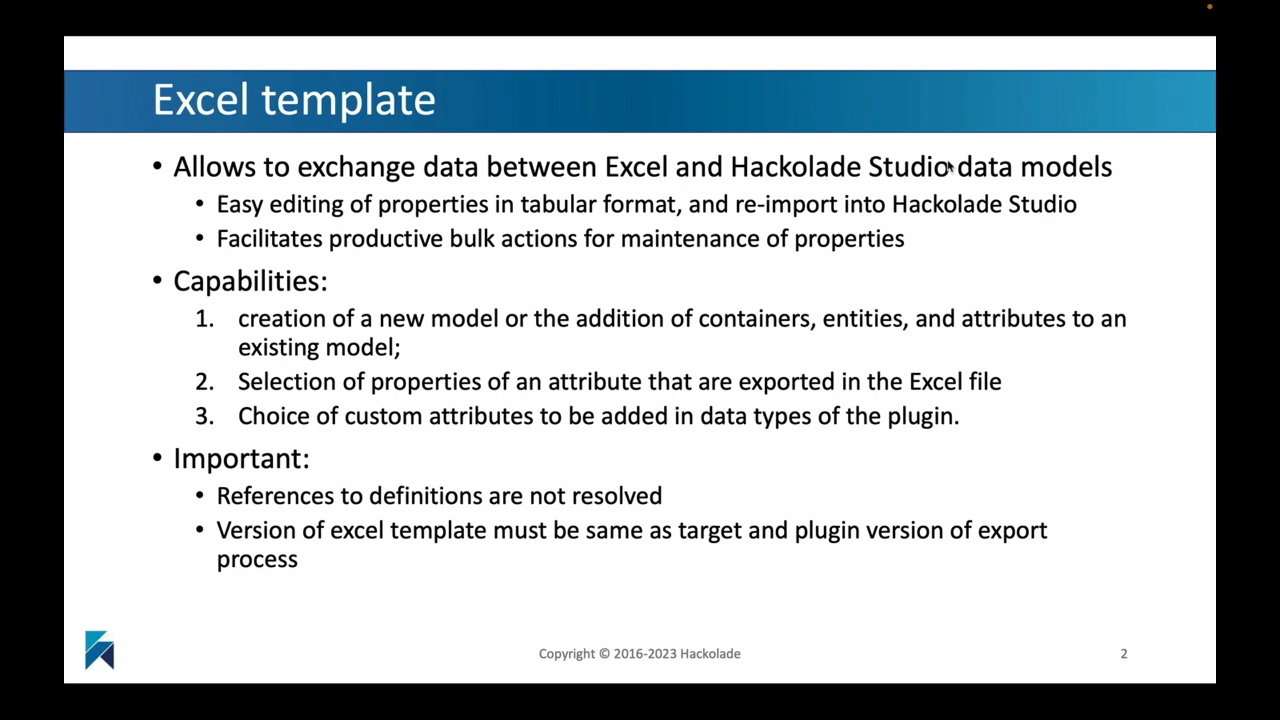 Excel template
• Allows to exchange data between Excel and Hackolade Studio data models
• Easy editing of properties in tabular format, and re-import into Hackolade Studio
• Facilitates productive bulk actions for maintenance of properties
• Capabilities:
1. creation of a new model or the addition of containers, entities, and attributes to an
existing model;
2. Selection of properties of an attribute that are exported in the Excel file
3. Choice of custom attributes to be added in data types of the plugin.
• Important:
• References to definitions are not resolved
• Version of excel template must be same as target and plugin version of export
process
Copyright © 2016-2023 Hackolade
2